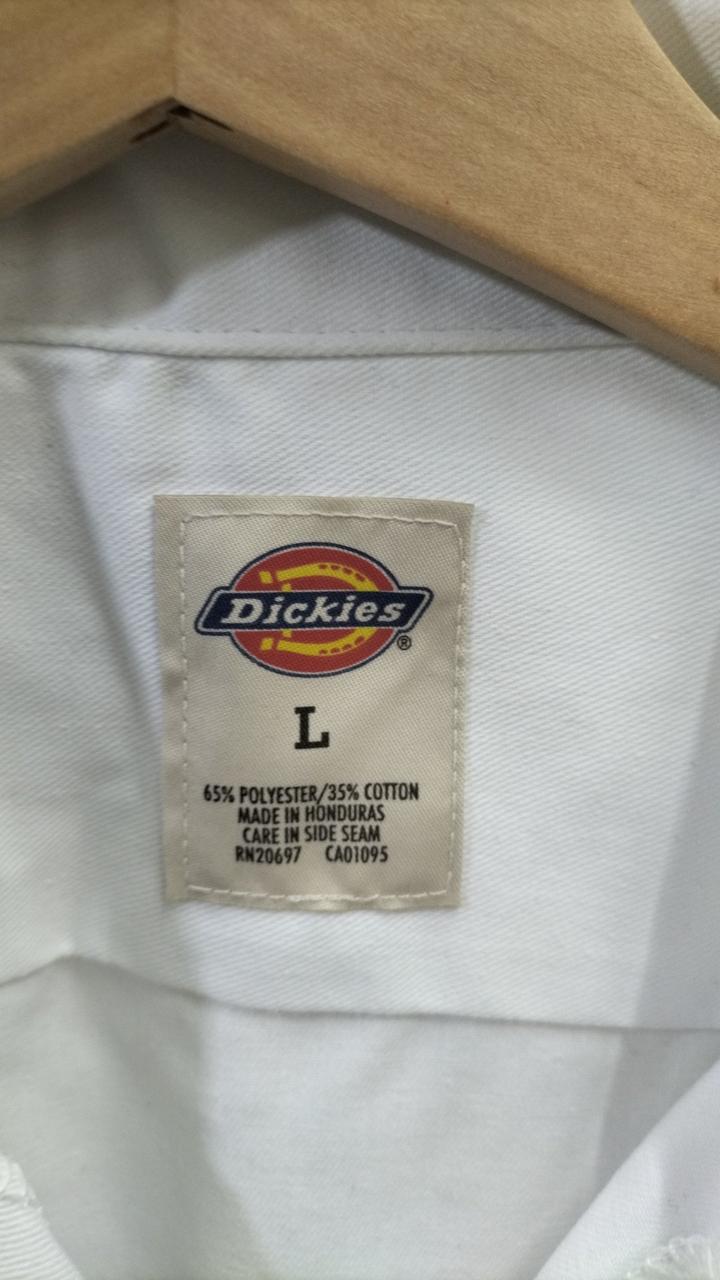 Dickies®
L
65% POLYESTER/35% COTTON
MADE IN HONDURAS
CARE IN SIDE SEAM
RN20697 CA01095